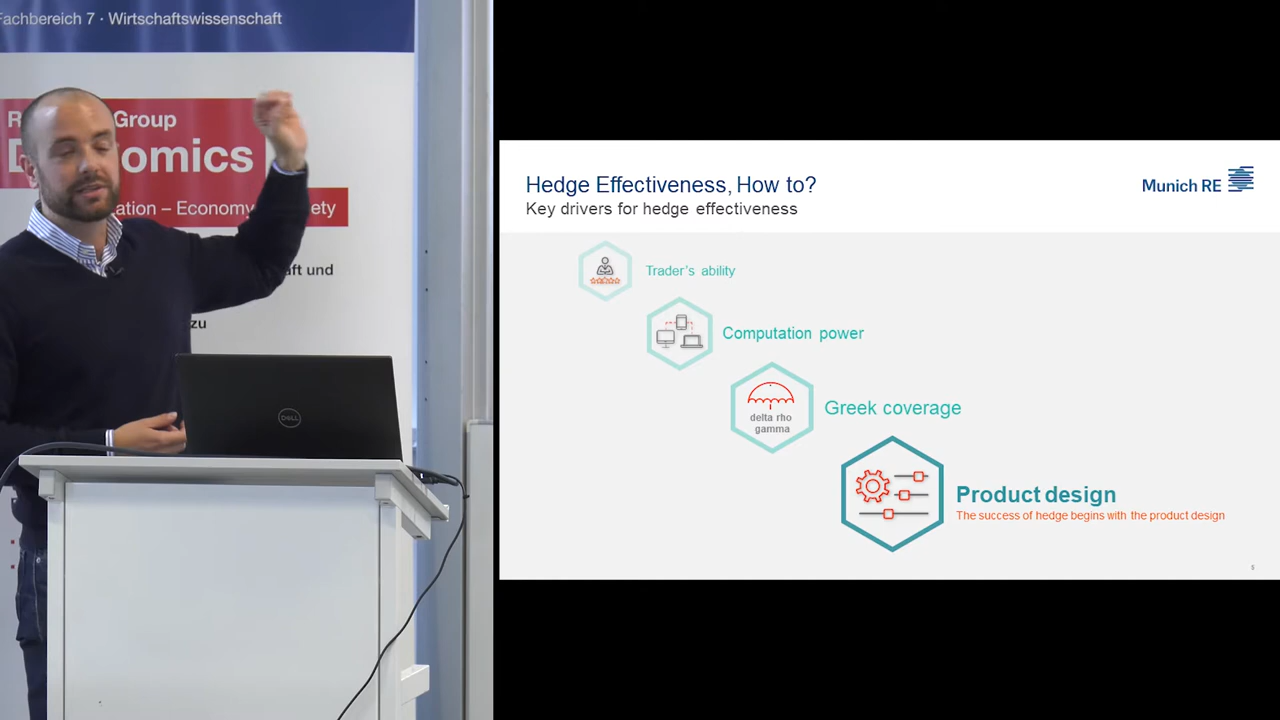 Fachbereich 7 · Wirtschaftswissenschaft
Group
omics
ation – Economy
ety
aft und
zu
DELL
Hedge Effectiveness, How to?
Key drivers for hedge effectiveness
Munich RE
Trader's ability
Computation power
delta rho
gamma
Greek coverage
Product design
The success of hedge begins with the product design
5